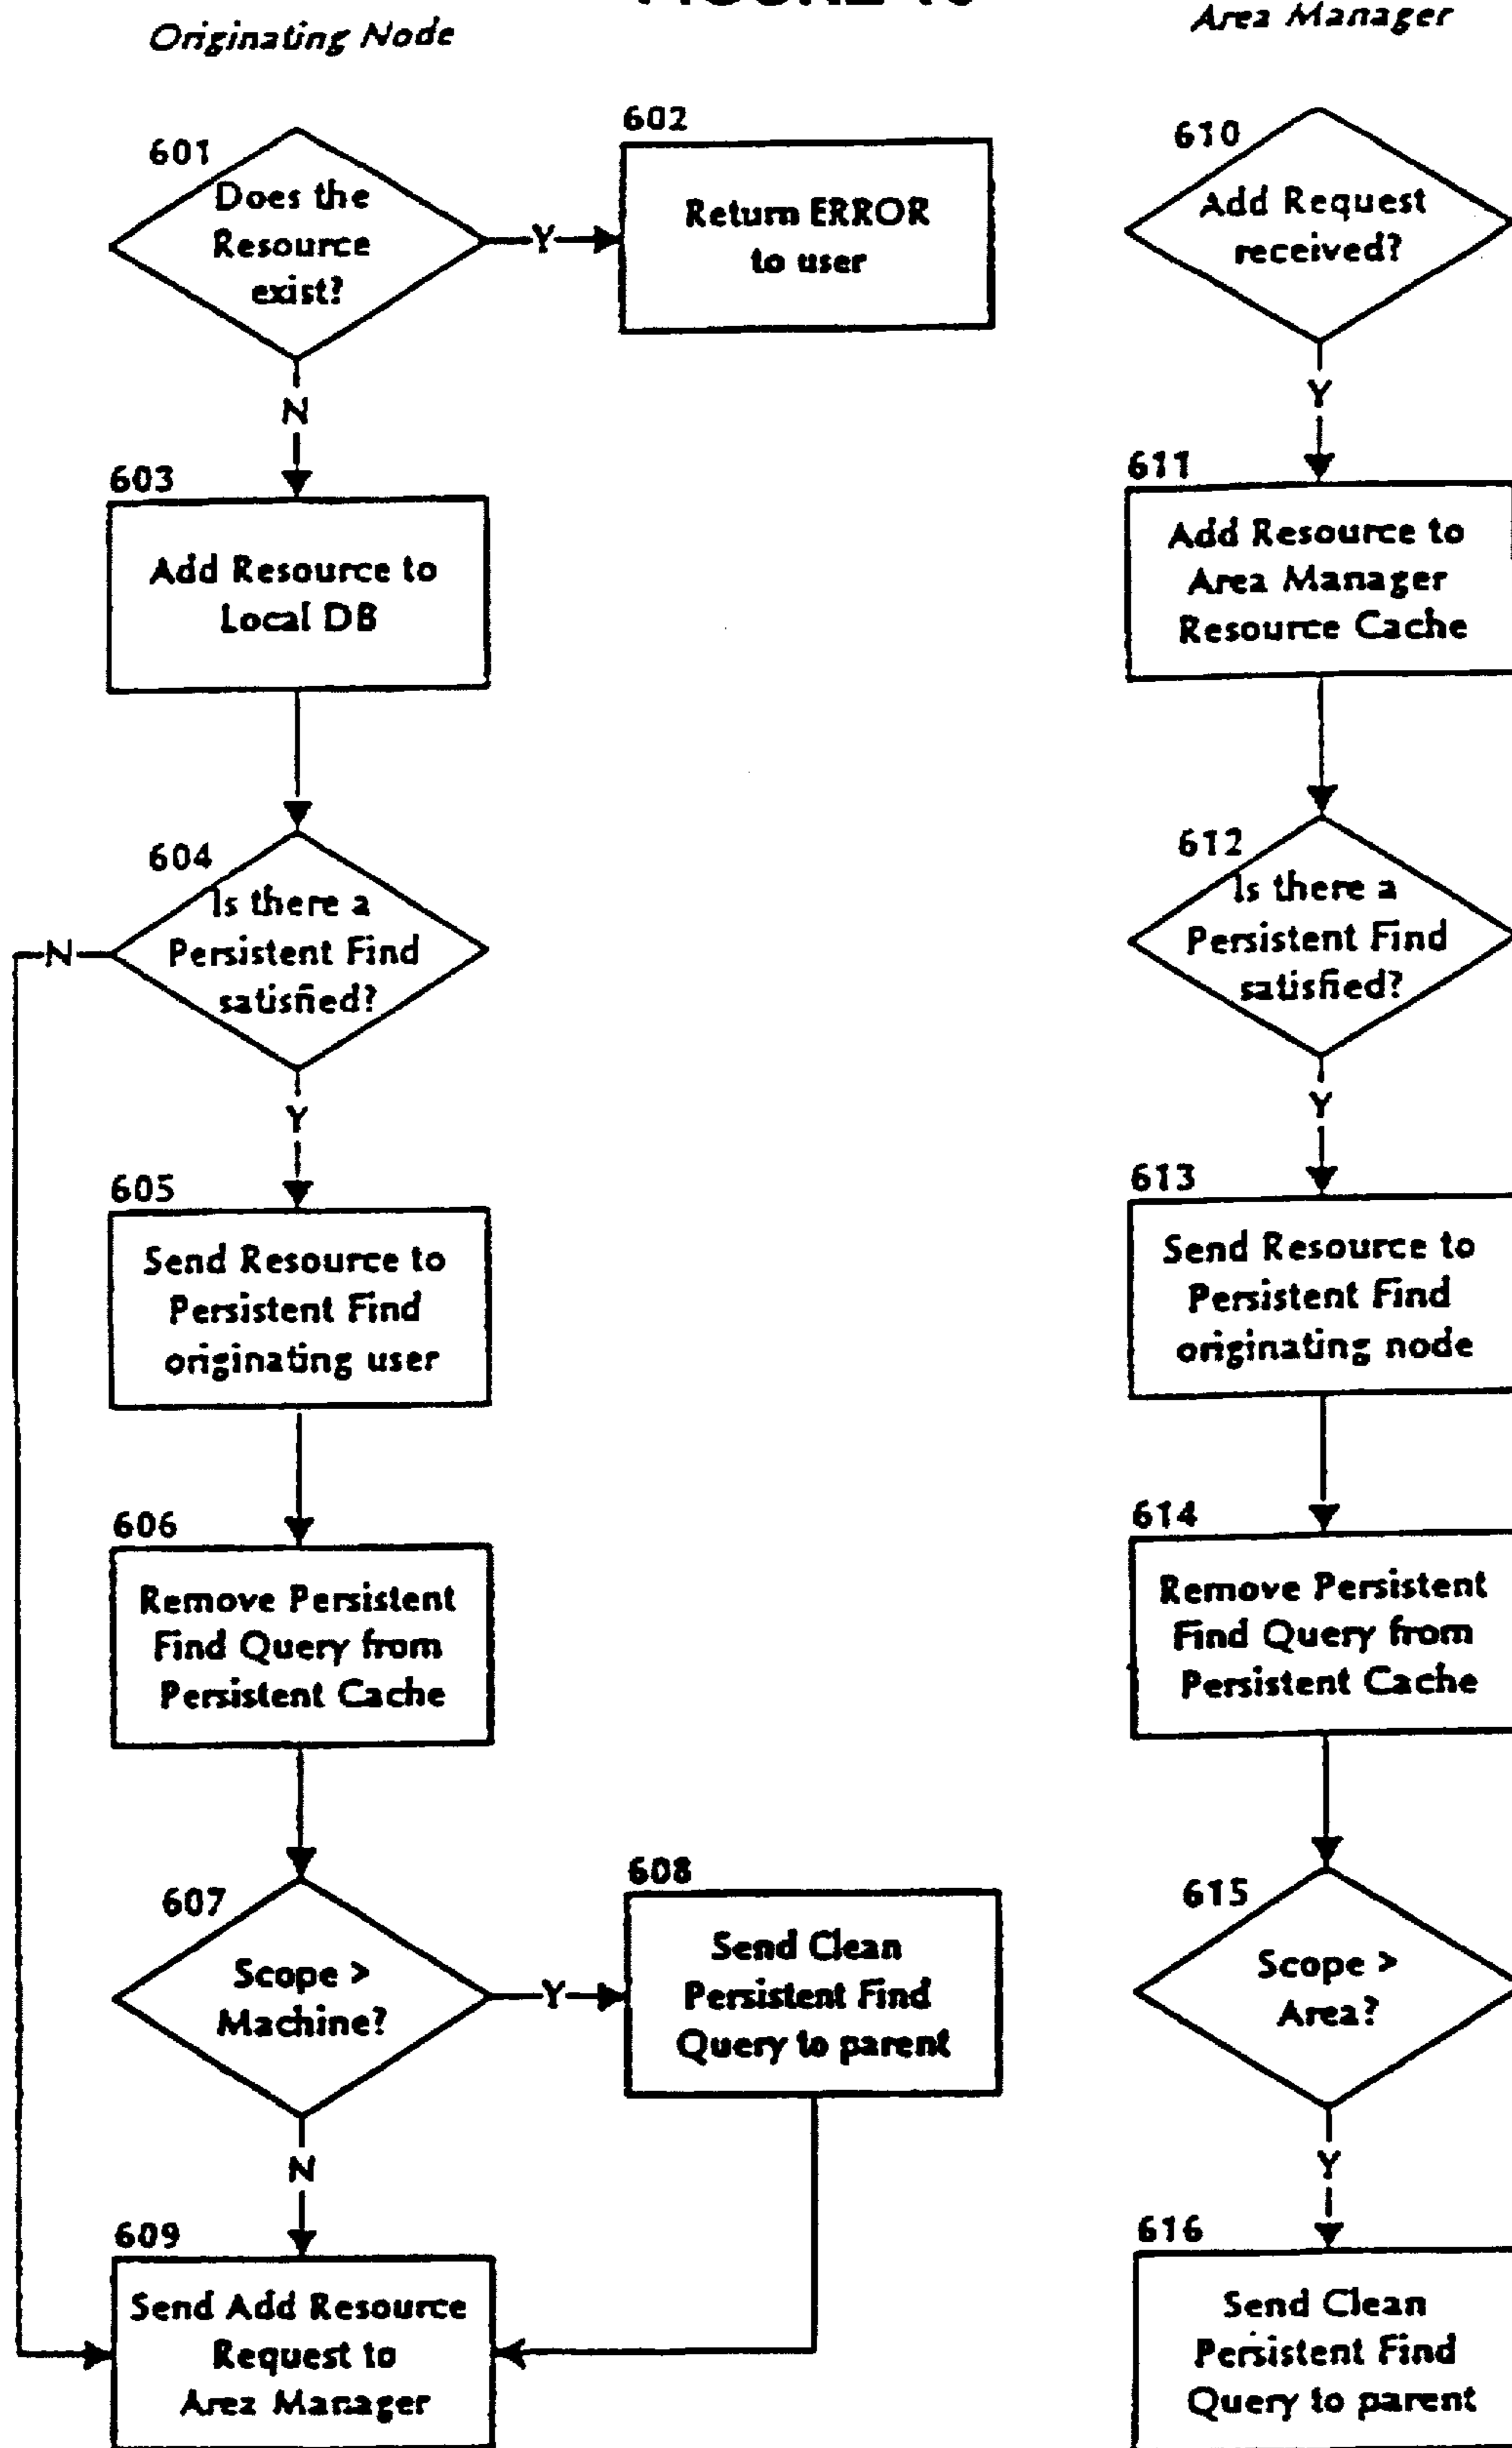 Originating Node
601
Does the
Resource
exist?
Y
602
Return ERROR
to user
N
603
Add Resource to
Local DB
604
Is there a
Persistent Find
satisfied?
N
Y
605
Send Resource to
Persistent Find
originating user
606
Remove Persistent
Find Query from
Persistent Cache
607
Scope >
Machine?
Y
608
Send Clean
Persistent Find
Query to parent
N
609
Send Add Resource
Request to
Area Manager
Area Manager
610
Add Request
received?
Y
611
Add Resource to
Area Manager
Resource Cache
612
Is there a
Persistent Find
satisfied?
Y
613
Send Resource to
Persistent Find
originating node
614
Remove Persistent
Find Query from
Persistent Cache
615
Scope >
Area?
Y
616
Send Clean
Persistent Find
Query to parent